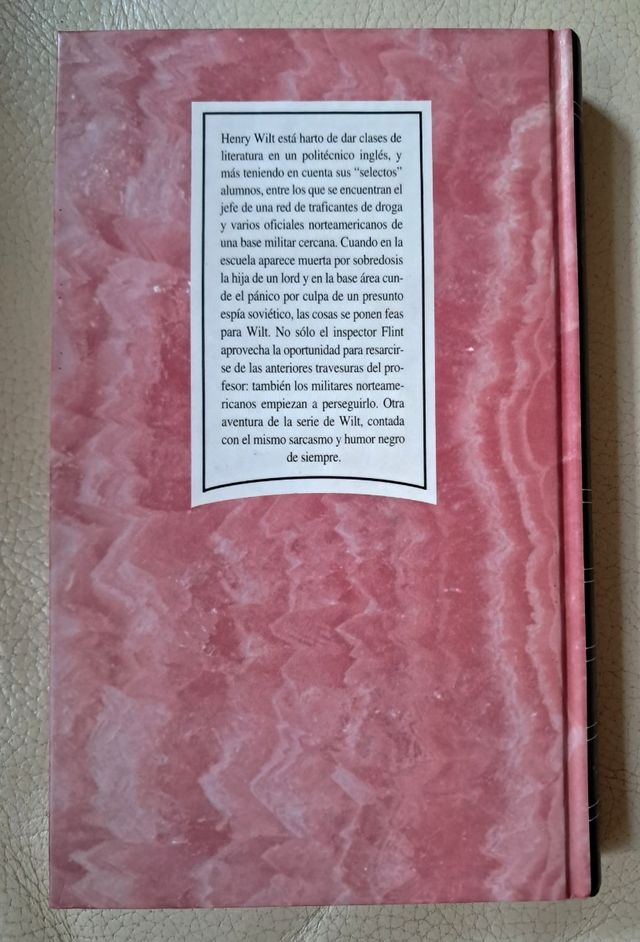 Henry Wilt está harto de dar clases de
literatura en un politécnico inglés, y
más teniendo en cuenta sus “selectos”
alumnos, entre los que se encuentran el
jefe de una red de traficantes de droga
y varios oficiales norteamericanos de
una base militar cercana. Cuando en la
escuela aparece muerta por sobredosis
la hija de un lord y en la base área cun-
de el pánico por culpa de un presunto
espía soviético, las cosas se ponen feas
para Wilt. No sólo el inspector Flint
aprovecha la oportunidad para resarcir-
se de las anteriores travesuras del pro-
fesor: también los militares norteame-
ricanos empiezan a perseguirlo. Otra
aventura de la serie de Wilt, contada
con el mismo sarcasmo y humor negro
de siempre.